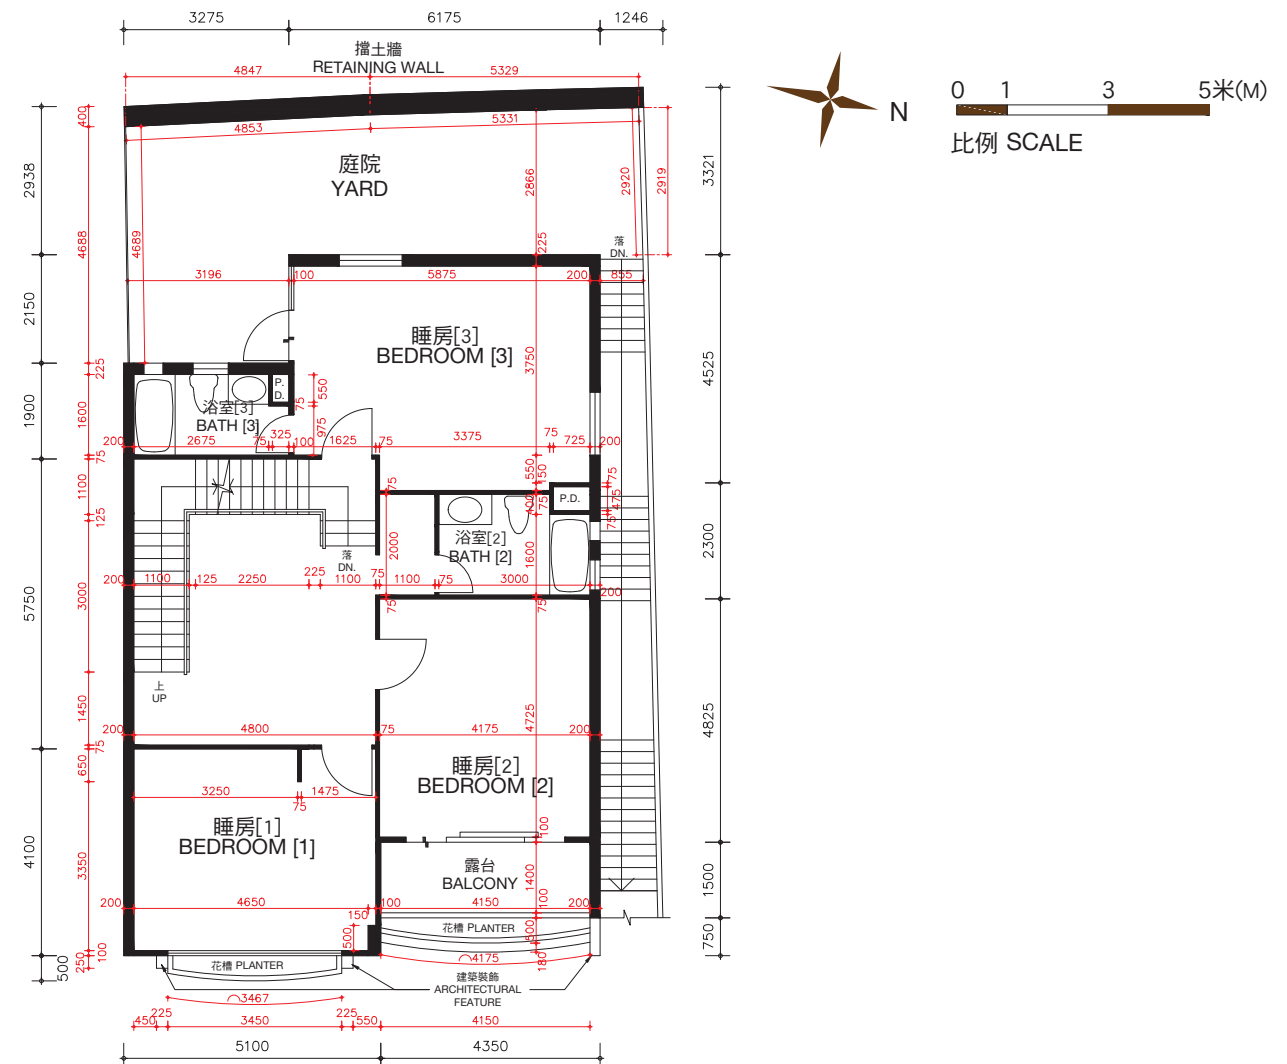 3275 6175 1246
擋土牆
RETAINING WALL
4847 5329
N
0 1 3 5米(M)
比例 SCALE
400
4853 5331
庭院
YARD
2938
4688
4689
2866
2920
2919
3321
225
落
DN.
3196 100 5875 200 855
2150
睡房[3]
BEDROOM [3]
3750
4525
225
P.
D.
550
浴室[3]
BATH [3]
1900
1600
75
975
200 2675 75 325 100 1625 75 3375 75 725 200
75
1100
125
75
550
150
400
75
75
475
75
P.D.
浴室[2]
BATH [2]
2000
1600
2300
落
DN.
200 1100 125 2250 225 1100 75 1100 75 3000 200
5750
3000
75
75
上
UP
1450
4725
4825
200 4800 75 4175 200
75
650
睡房[2]
BEDROOM [2]
3250 75 1475
睡房[1]
BEDROOM [1]
100
4100
3350
露台
BALCONY
1400
1500
200 4650 150 100 4150 200
100
花槽 PLANTER
500
500
750
100
250
500
4175
180
花槽 PLANTER
建築裝飾
ARCHITECTURAL
FEATURE
3467
450 225 3450 225 550 4150
5100 4350